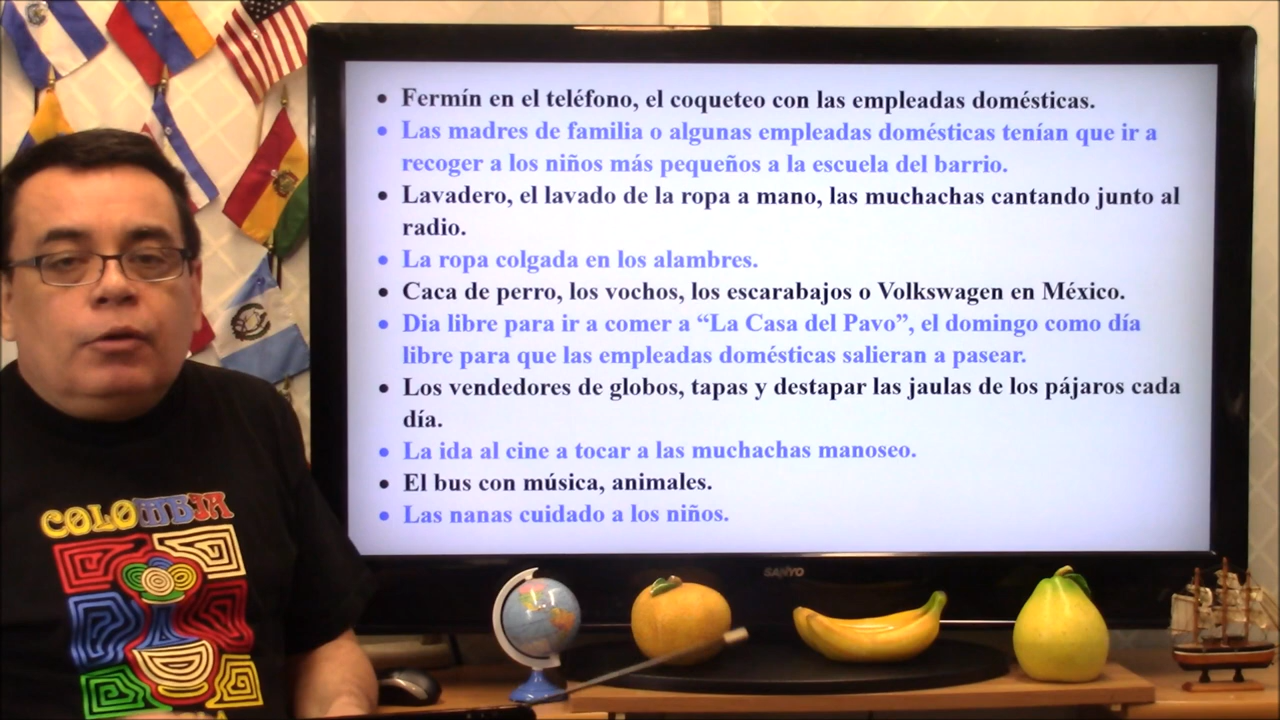 • Fermín en el teléfono, el coqueteo con las empleadas domésticas.
• Las madres de familia o algunas empleadas domésticas tenían que ir a
recoger a los niños más pequeños a la escuela del barrio.
• Lavadero, el lavado de la ropa a mano, las muchachas cantando junto al
radio.
• La ropa colgada en los alambres.
• Caca de perro, los vochos, los escarabajos o Volkswagen en México.
• Dia libre para ir a comer a “La Casa del Pavo”, el domingo como día
libre para que las empleadas domésticas salieran a pasear.
• Los vendedores de globos, tapas y destapar las jaulas de los pájaros cada
día.
• La ida al cine a tocar a las muchachas manoseo.
• El bus con música, animales.
• Las nanas cuidado a los niños.
COLOMBIA
SANYO